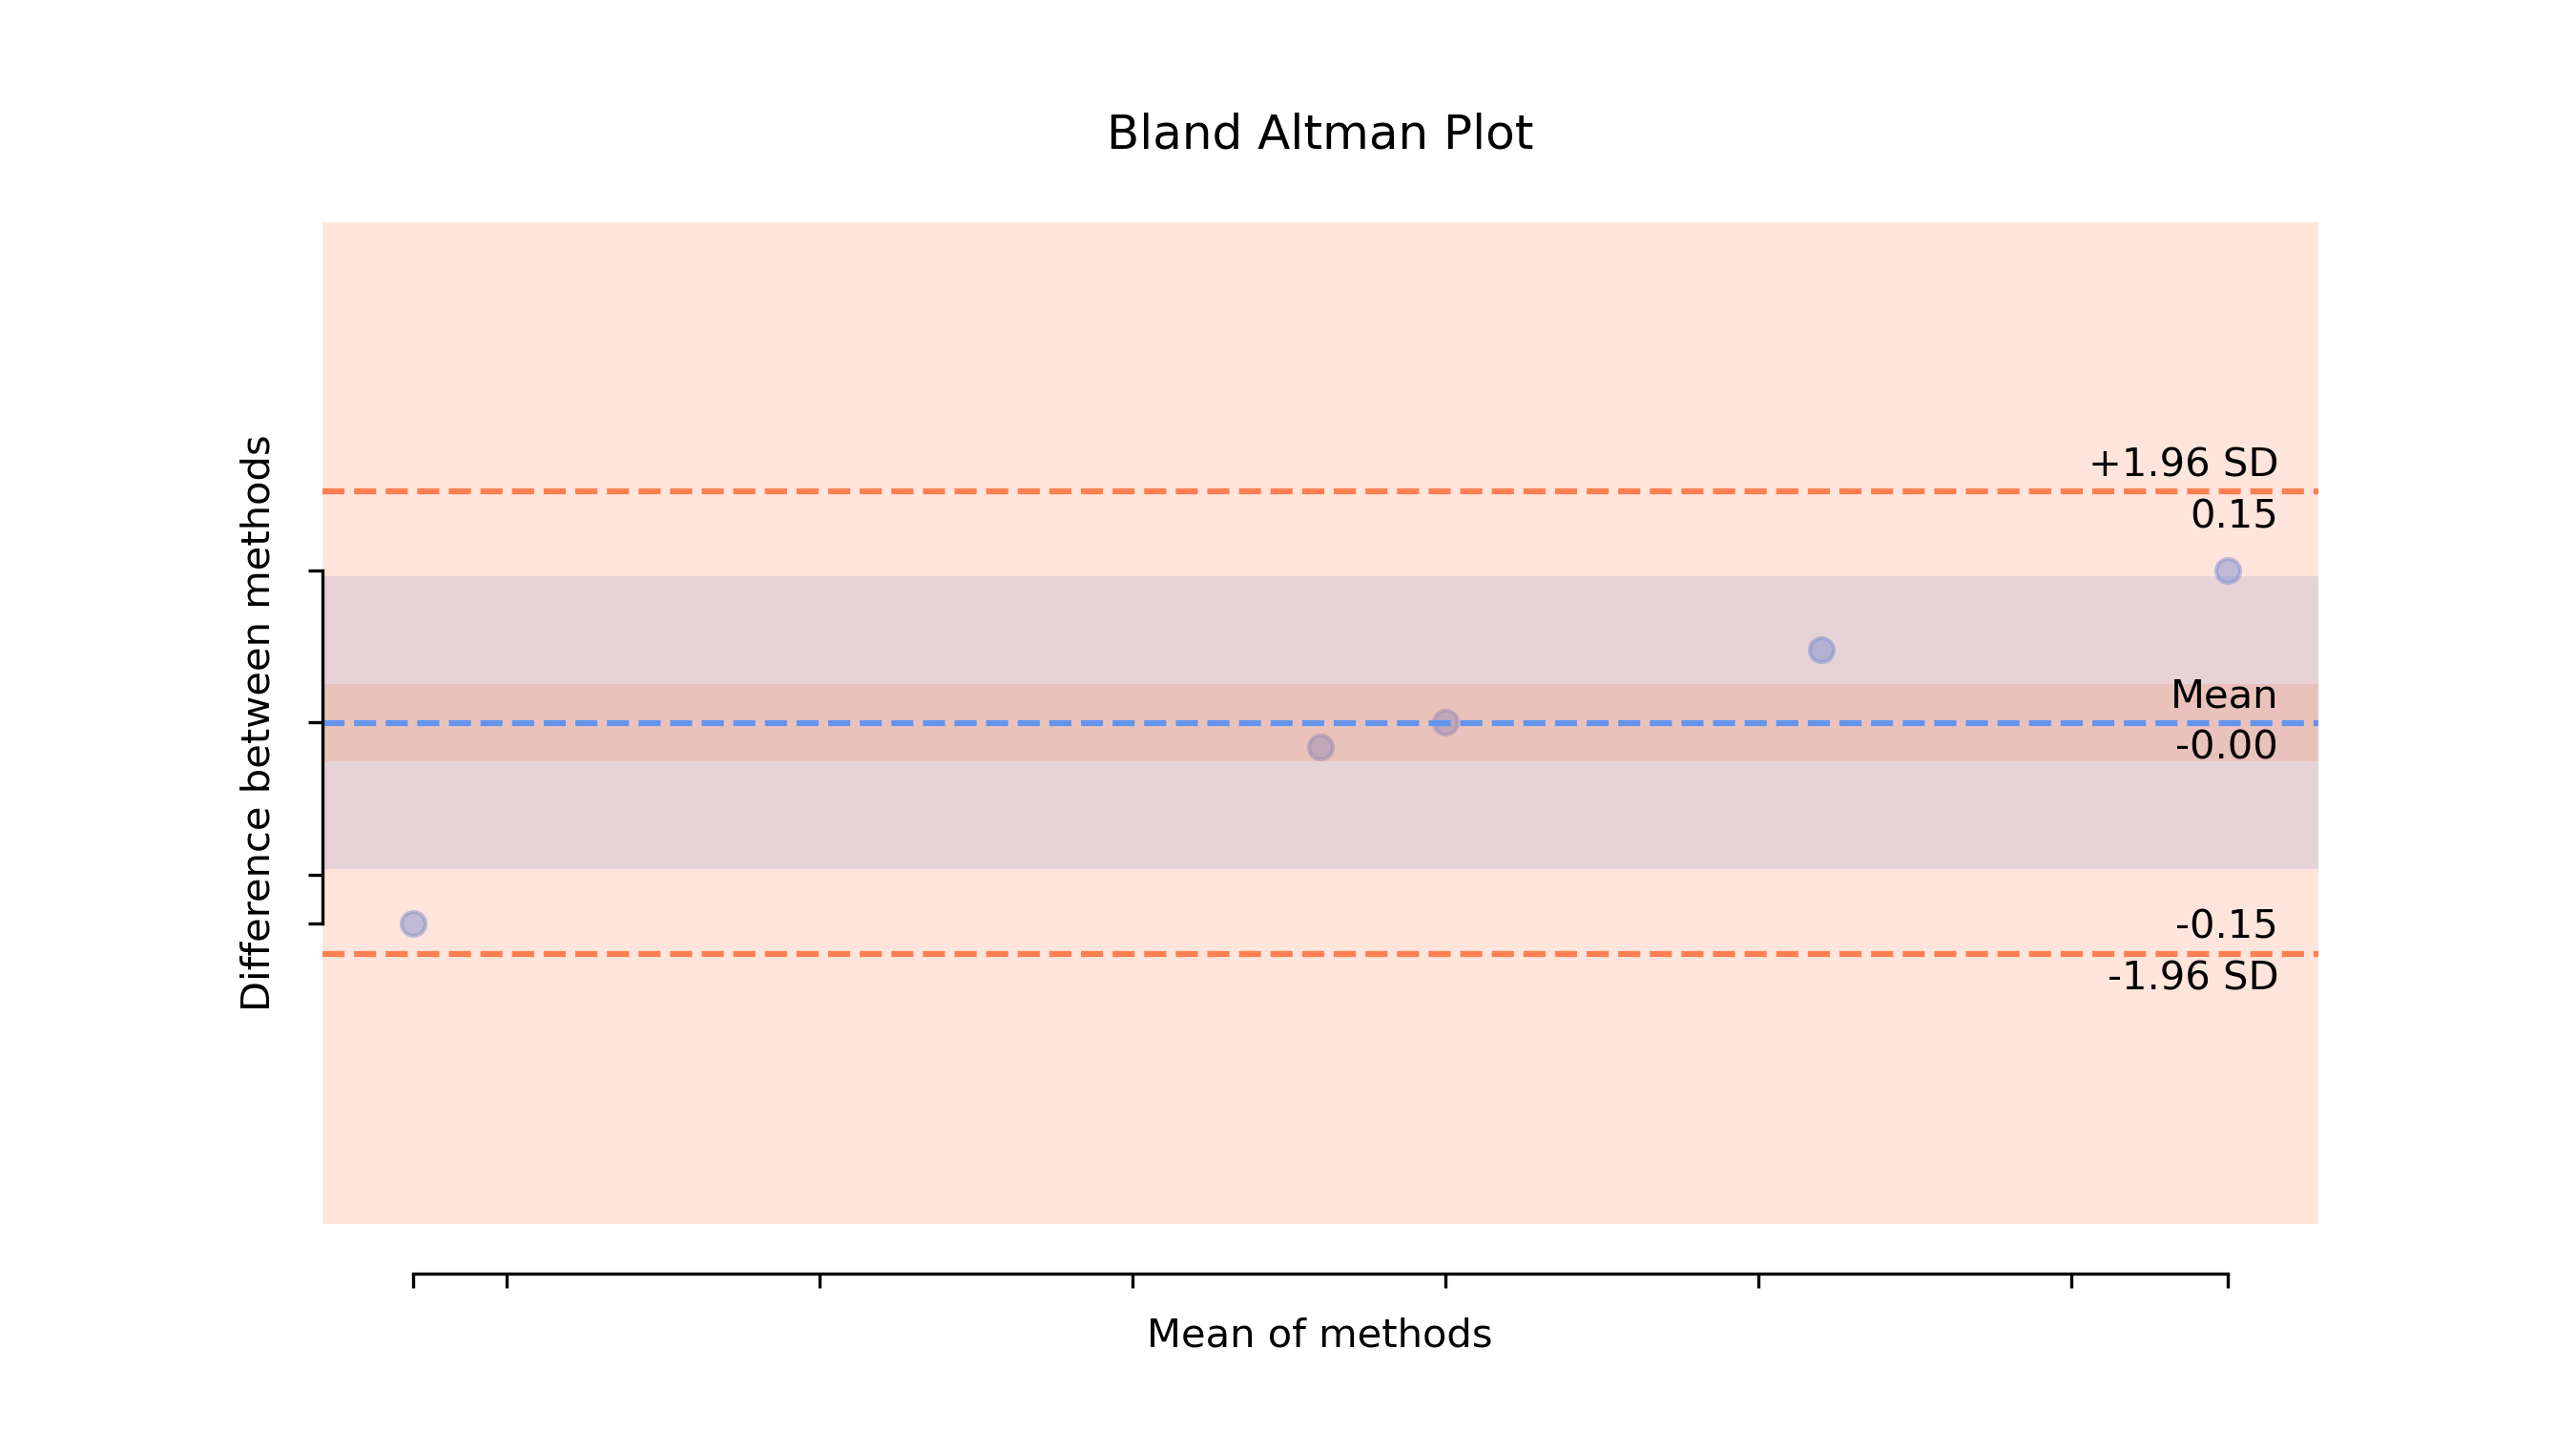 Bland Altman Plot
Difference between methods
+1.96 SD
0.15
Mean
-0.00
-0.15
-1.96 SD
Mean of methods